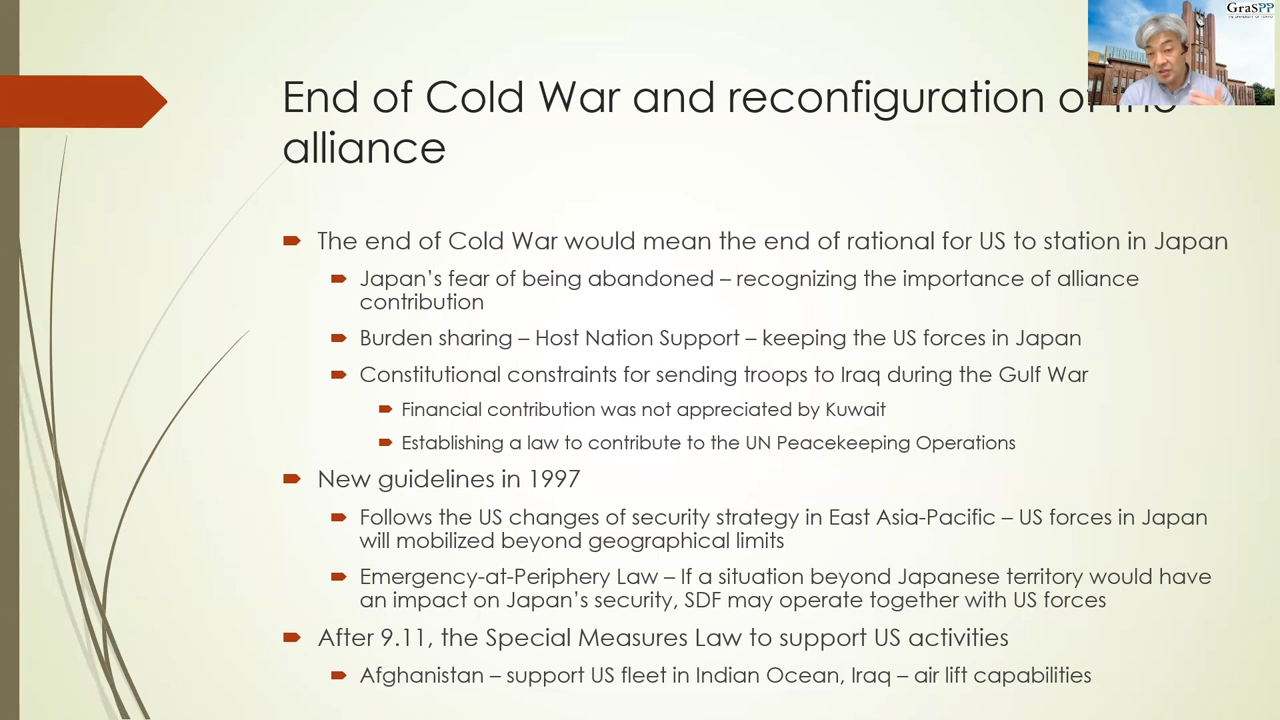 GraSPP
THE UNIVERSITY OF TOKYO
End of Cold War and reconfiguration of the
alliance
The end of Cold War would mean the end of rational for US to station in Japan
Japan's fear of being abandoned – recognizing the importance of alliance
contribution
Burden sharing – Host Nation Support – keeping the US forces in Japan
Constitutional constraints for sending troops to Iraq during the Gulf War
Financial contribution was not appreciated by Kuwait
Establishing a law to contribute to the UN Peacekeeping Operations
New guidelines in 1997
Follows the US changes of security strategy in East Asia-Pacific – US forces in Japan
will mobilized beyond geographical limits
Emergency-at-Periphery Law – If a situation beyond Japanese territory would have
an impact on Japan's security, SDF may operate together with US forces
After 9.11, the Special Measures Law to support US activities
Afghanistan – support US fleet in Indian Ocean, Iraq – air lift capabilities